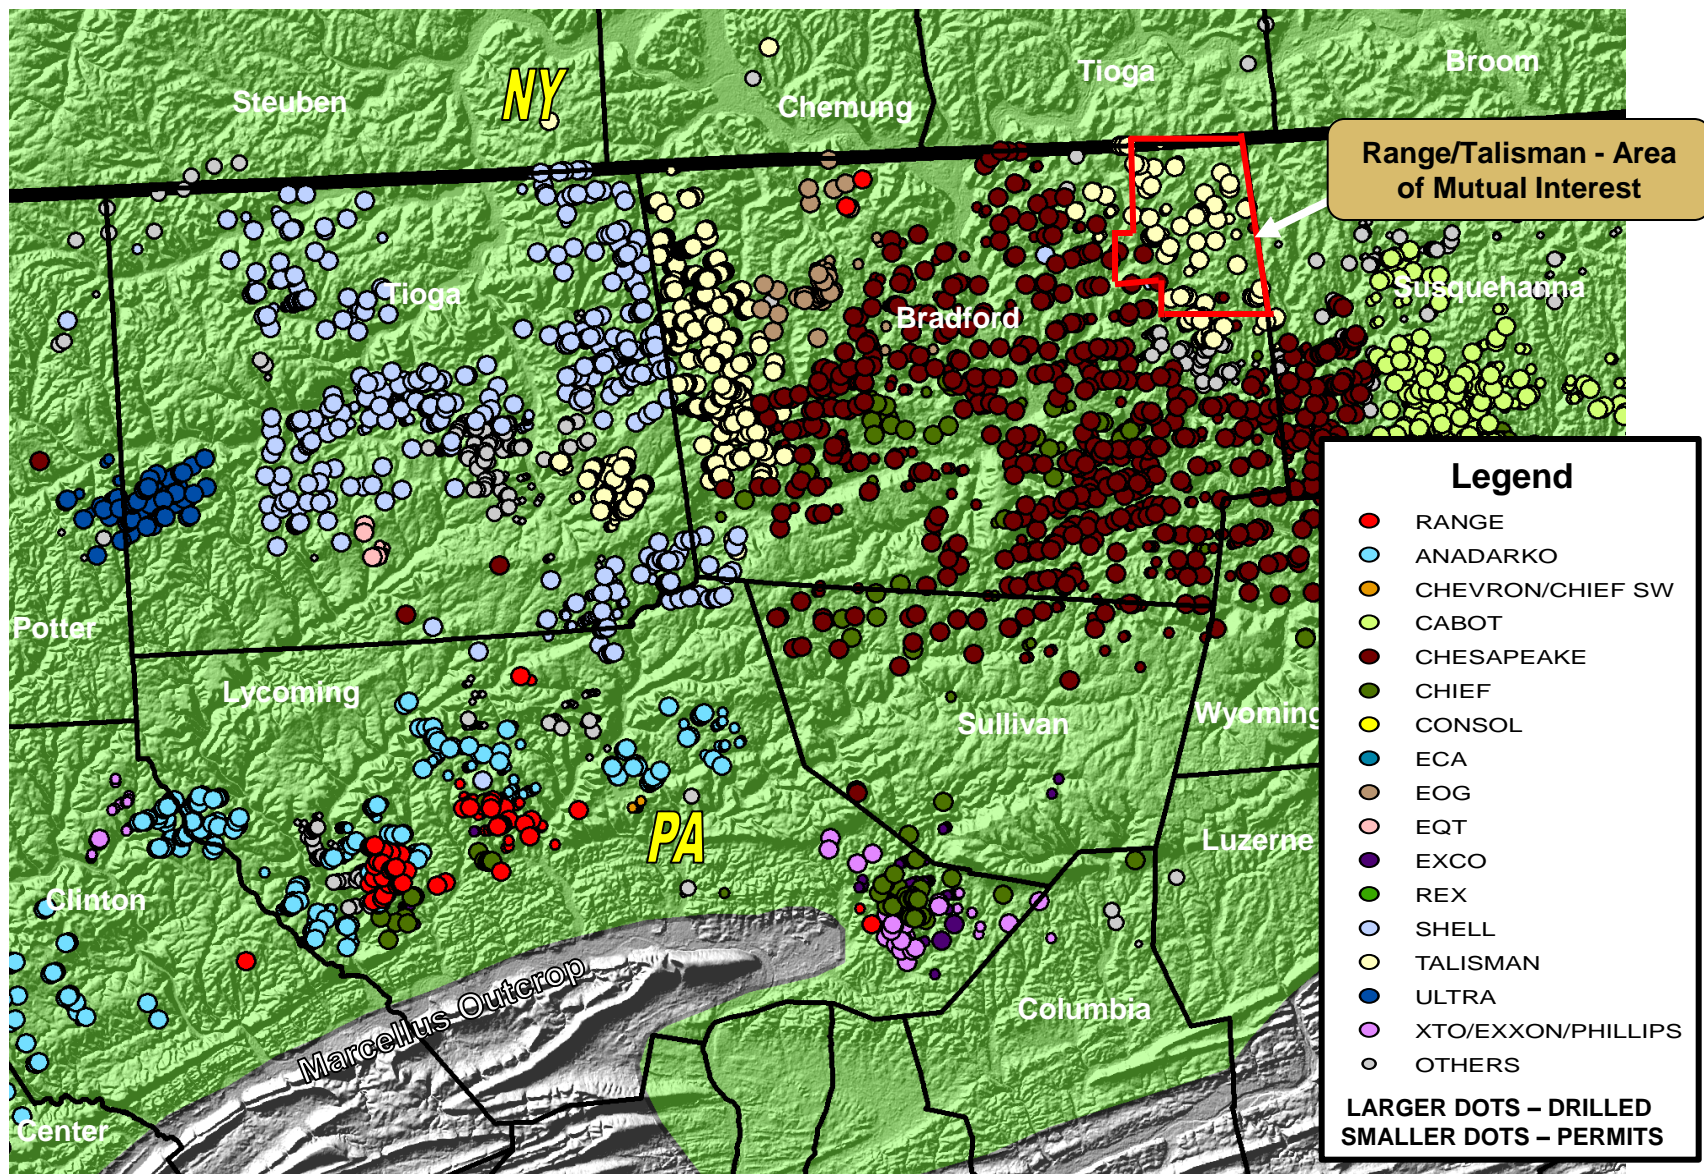 Steuben
NY
Chemung
Tioga
Broom
Range/Talisman - Area
of Mutual Interest
Tioga
Bradford
Susquehanna
Potter
Lycoming
Sullivan
Wyoming
PA
Luzerne
Clinton
Marcellus Outcrop
Columbia
Center
Legend
RANGE
ANADARKO
CHEVRON/CHIEF SW
CABOT
CHESAPEAKE
CHIEF
CONSOL
ECA
EOG
EQT
EXCO
REX
SHELL
TALISMAN
ULTRA
XTO/EXXON/PHILLIPS
OTHERS
LARGER DOTS – DRILLED
SMALLER DOTS – PERMITS